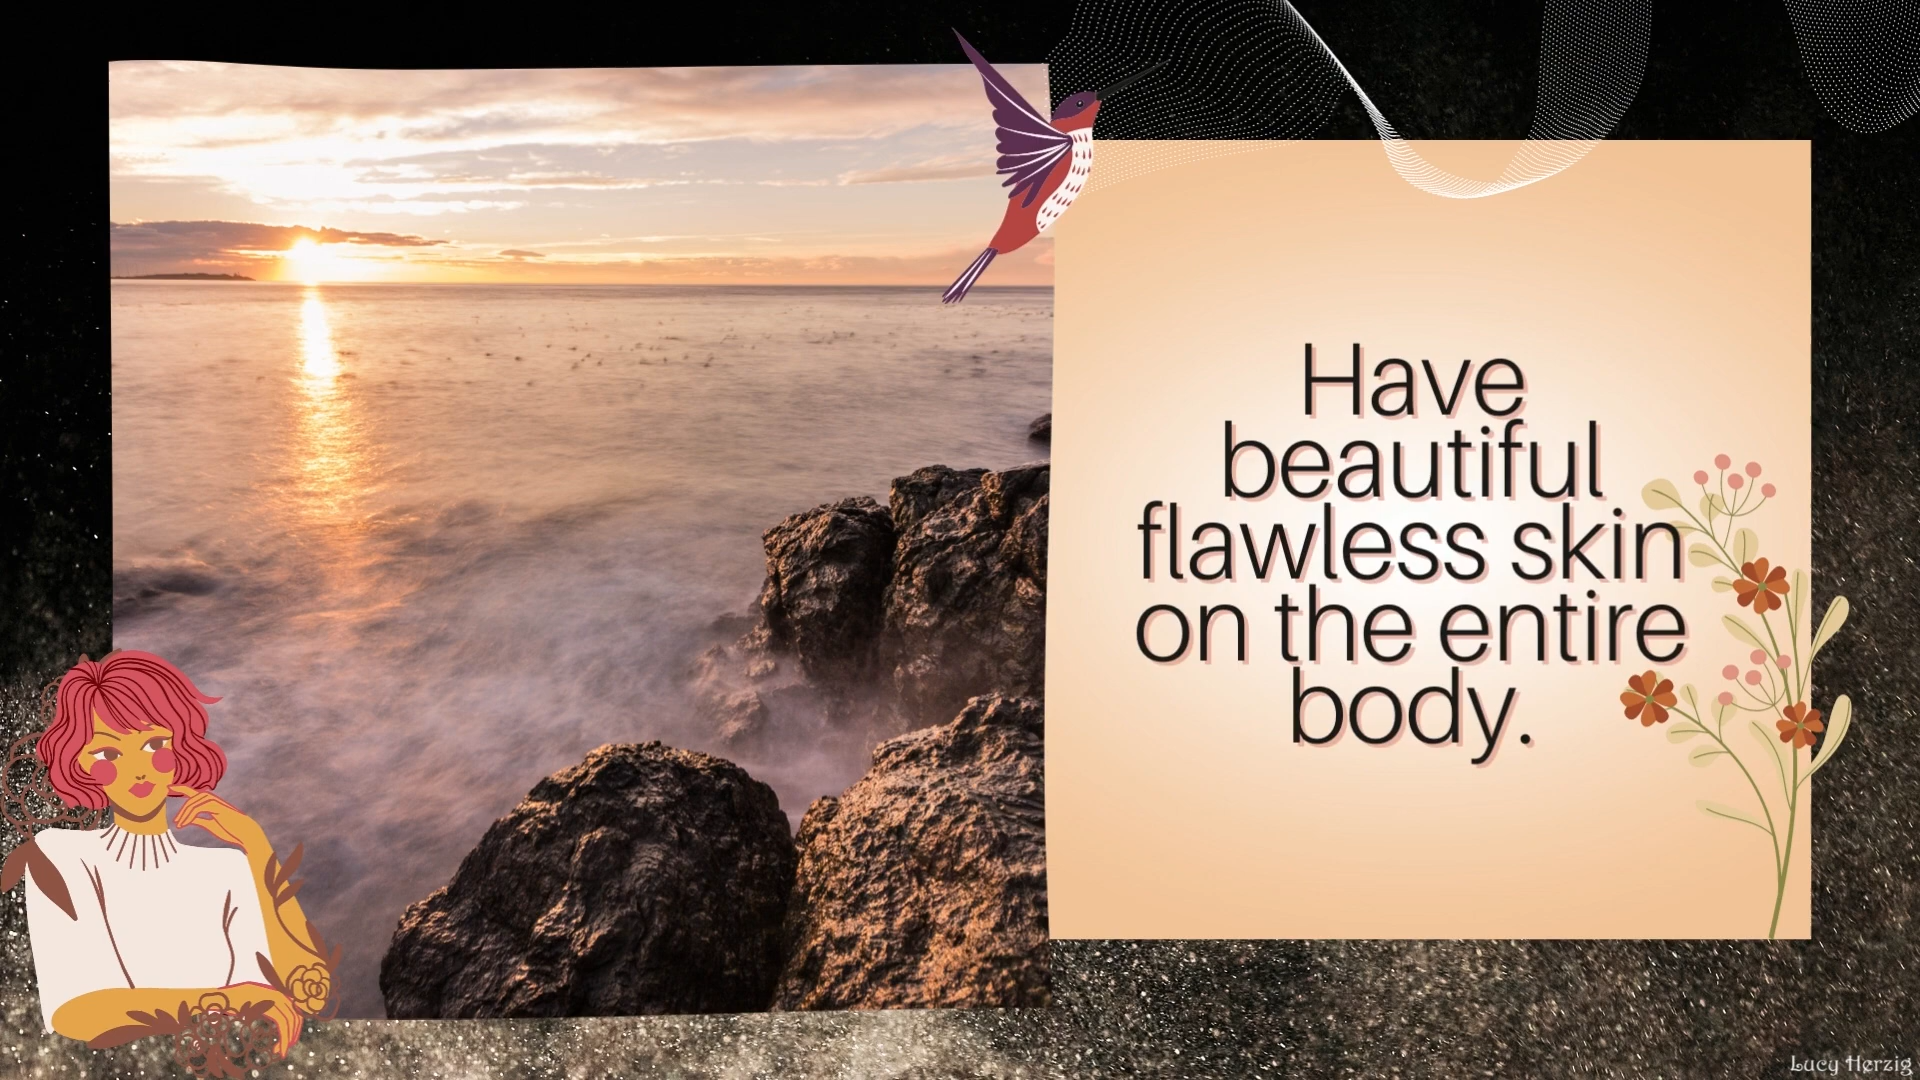 Have
beautiful
flawless skin
on the entire
body.
Lucy Herzig